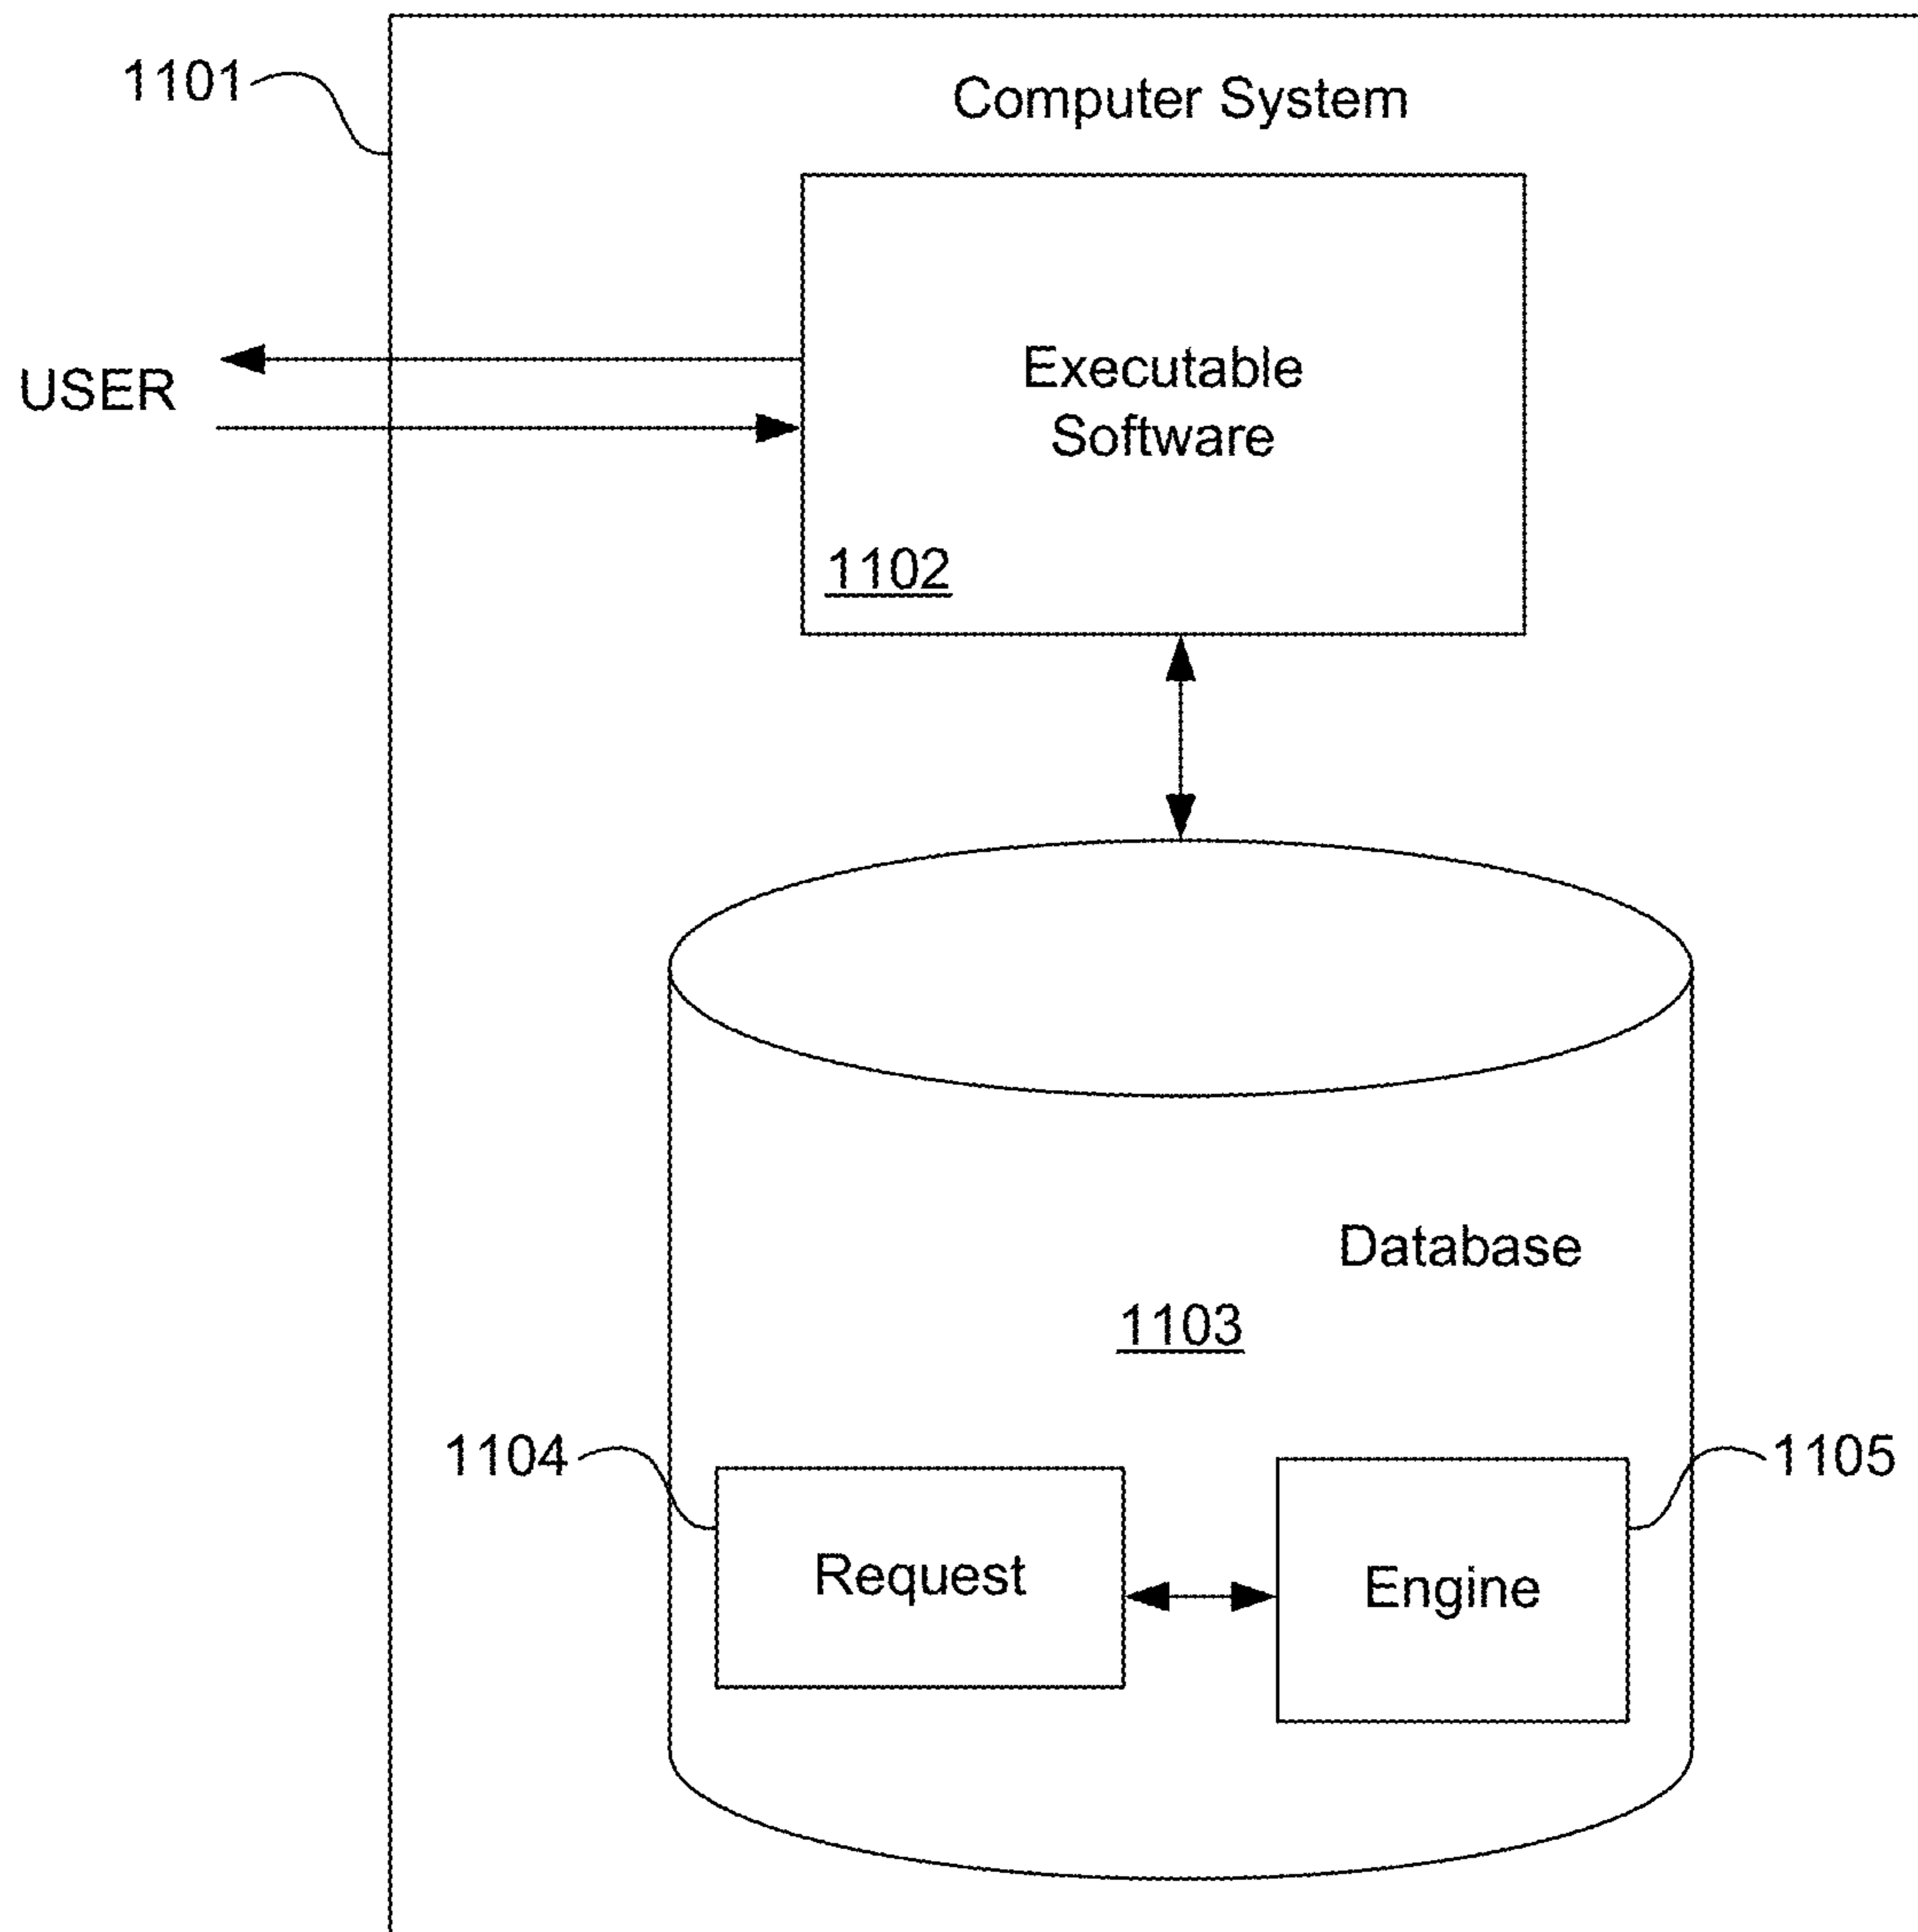 1101
Computer System
USER
Executable
Software
1102
Database
1103
1104
1105
Request
Engine